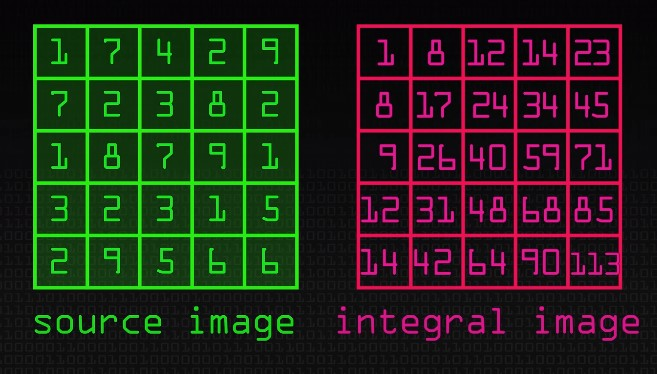 1 7 4 2 9 1 8 12 14 23
7 2 3 8 2 8 17 24 34 45
1 8 7 9 1 9 26 40 59 71
3 2 3 1 5 12 31 48 68 85
2 9 5 6 6 14 42 64 90 113
source image integral image